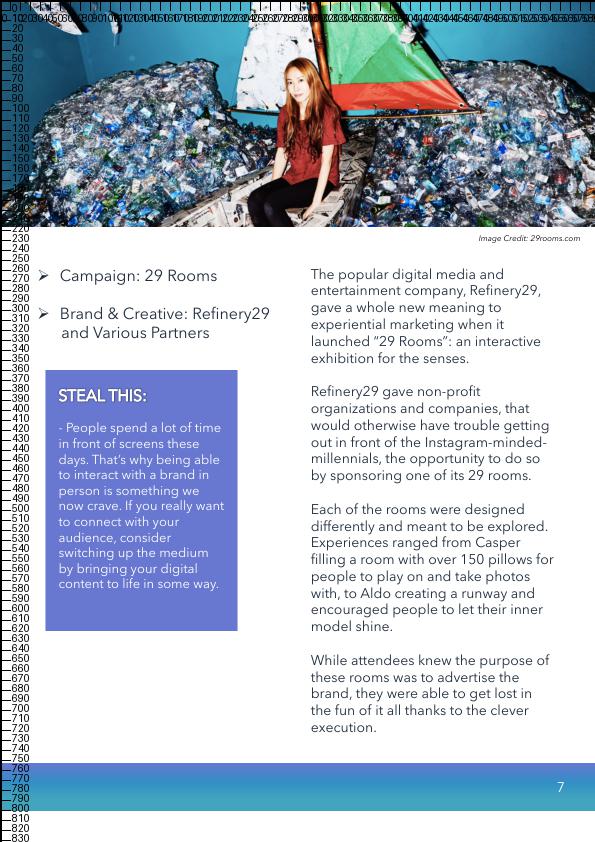 Image Credit: 29rooms.com
➢ Campaign: 29 Rooms
➢ Brand & Creative: Refinery29
and Various Partners
STEAL THIS:
- People spend a lot of time
in front of screens these
days. That’s why being able
to interact with a brand in
person is something we
now crave. If you really want
to connect with your
audience, consider
switching up the medium
by bringing your digital
content to life in some way.
The popular digital media and
entertainment company, Refinery29,
gave a whole new meaning to
experiential marketing when it
launched “29 Rooms”: an interactive
exhibition for the senses.
Refinery29 gave non-profit
organizations and companies, that
would otherwise have trouble getting
out in front of the Instagram-minded-
millennials, the opportunity to do so
by sponsoring one of its 29 rooms.
Each of the rooms were designed
differently and meant to be explored.
Experiences ranged from Casper
filling a room with over 150 pillows for
people to play on and take photos
with, to Aldo creating a runway and
encouraged people to let their inner
model shine.
While attendees knew the purpose of
these rooms was to advertise the
brand, they were able to get lost in
the fun of it all thanks to the clever
execution.
7